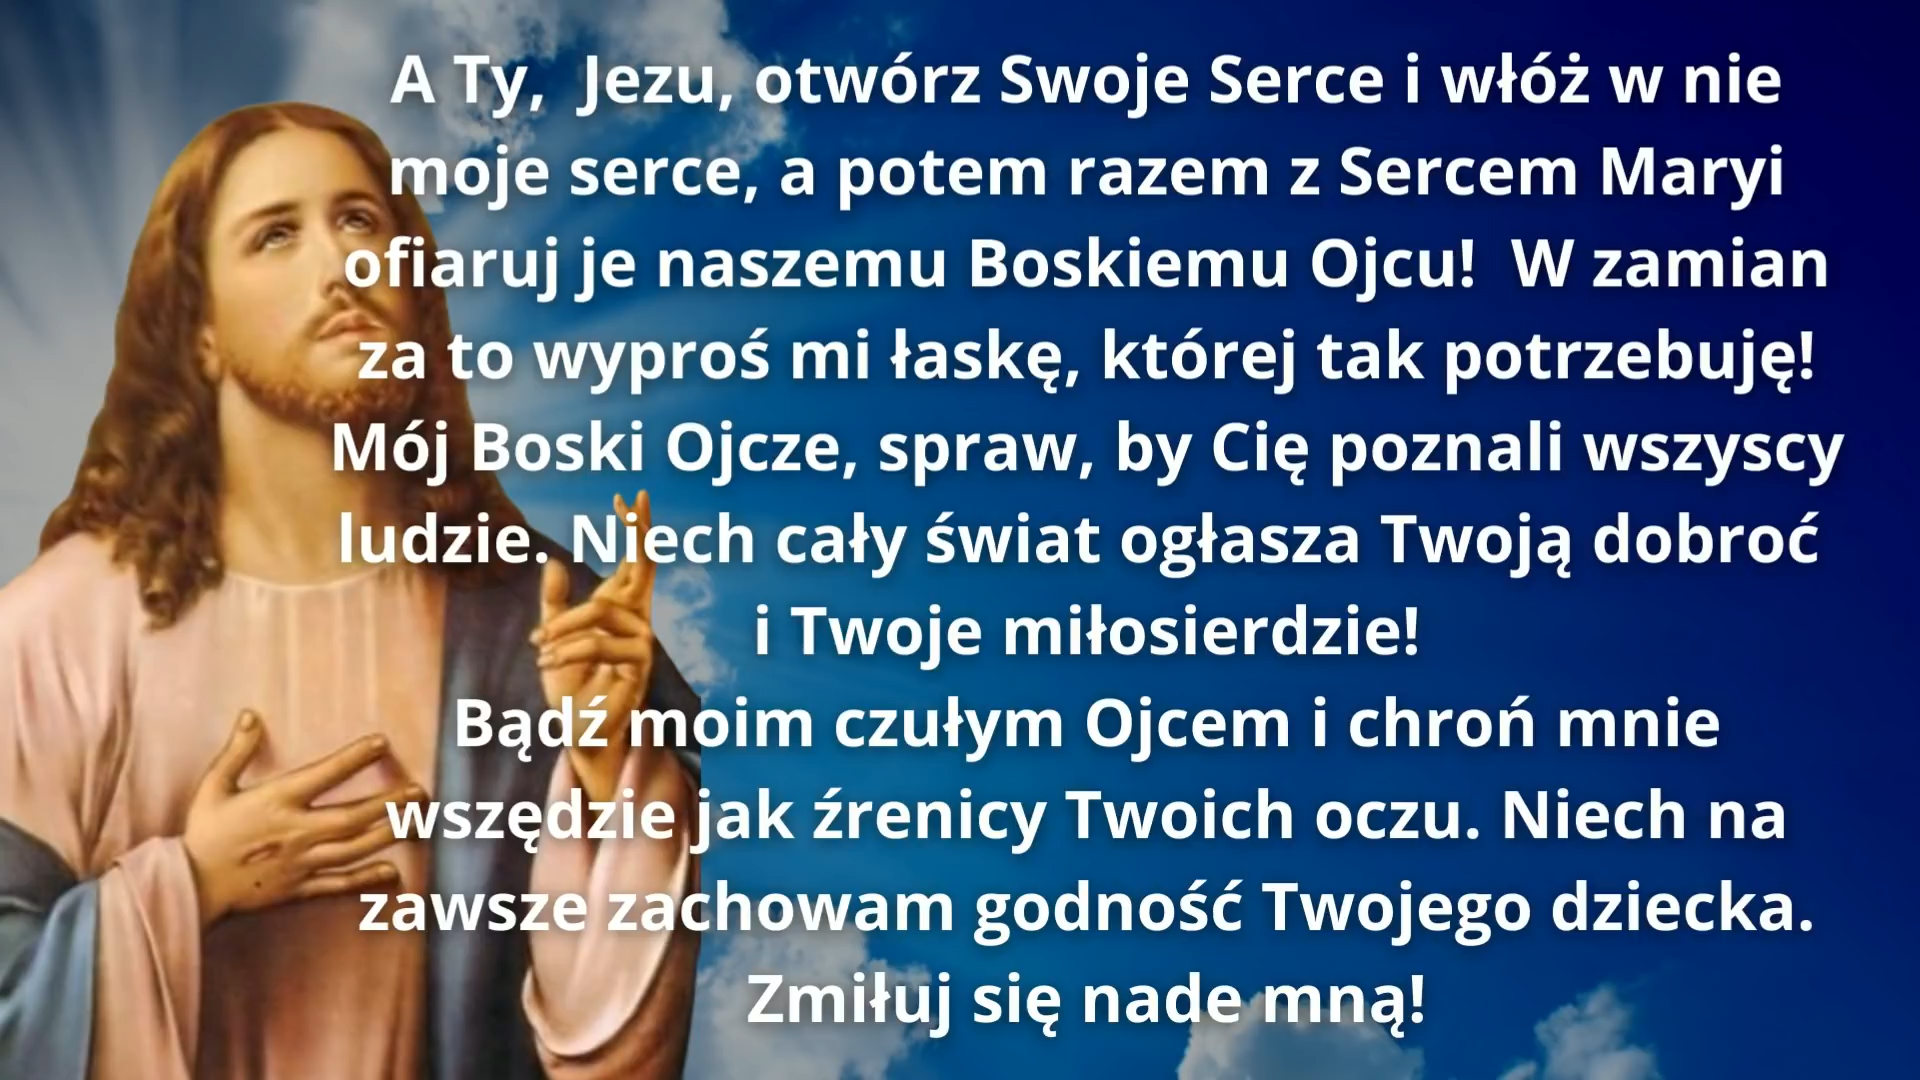 A Ty,  Jezu, otwórz Swoje Serce i włóż w nie
moje serce, a potem razem z Sercem Maryi
ofiaruj je naszemu Boskiemu Ojcu!  W zamian
za to wyproś mi łaskę, której tak potrzebuję!
Mój Boski Ojcze, spraw, by Cię poznali wszyscy
ludzie. Niech cały świat ogłasza Twoją dobroć
i Twoje miłosierdzie!
Bądź moim czułym Ojcem i chroń mnie
wszędzie jak źrenicy Twoich oczu. Niech na
zawsze zachowam godność Twojego dziecka.
Zmiłuj się nade mną!